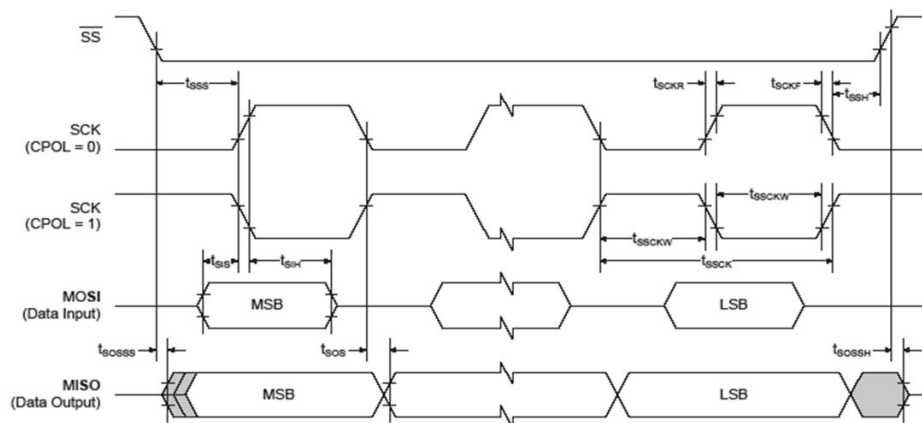 SS
tSSS
tSCKR
tSCKF
tSSH
SCK
(CPOL = 0)
SCK
(CPOL = 1)
tSSCKW
tSSCKW
tSSCK
tSIS
tSIH
MOSI
(Data Input)
MSB
LSB
tSOSSS
tSOS
tSOSSH
MISO
(Data Output)
MSB
LSB